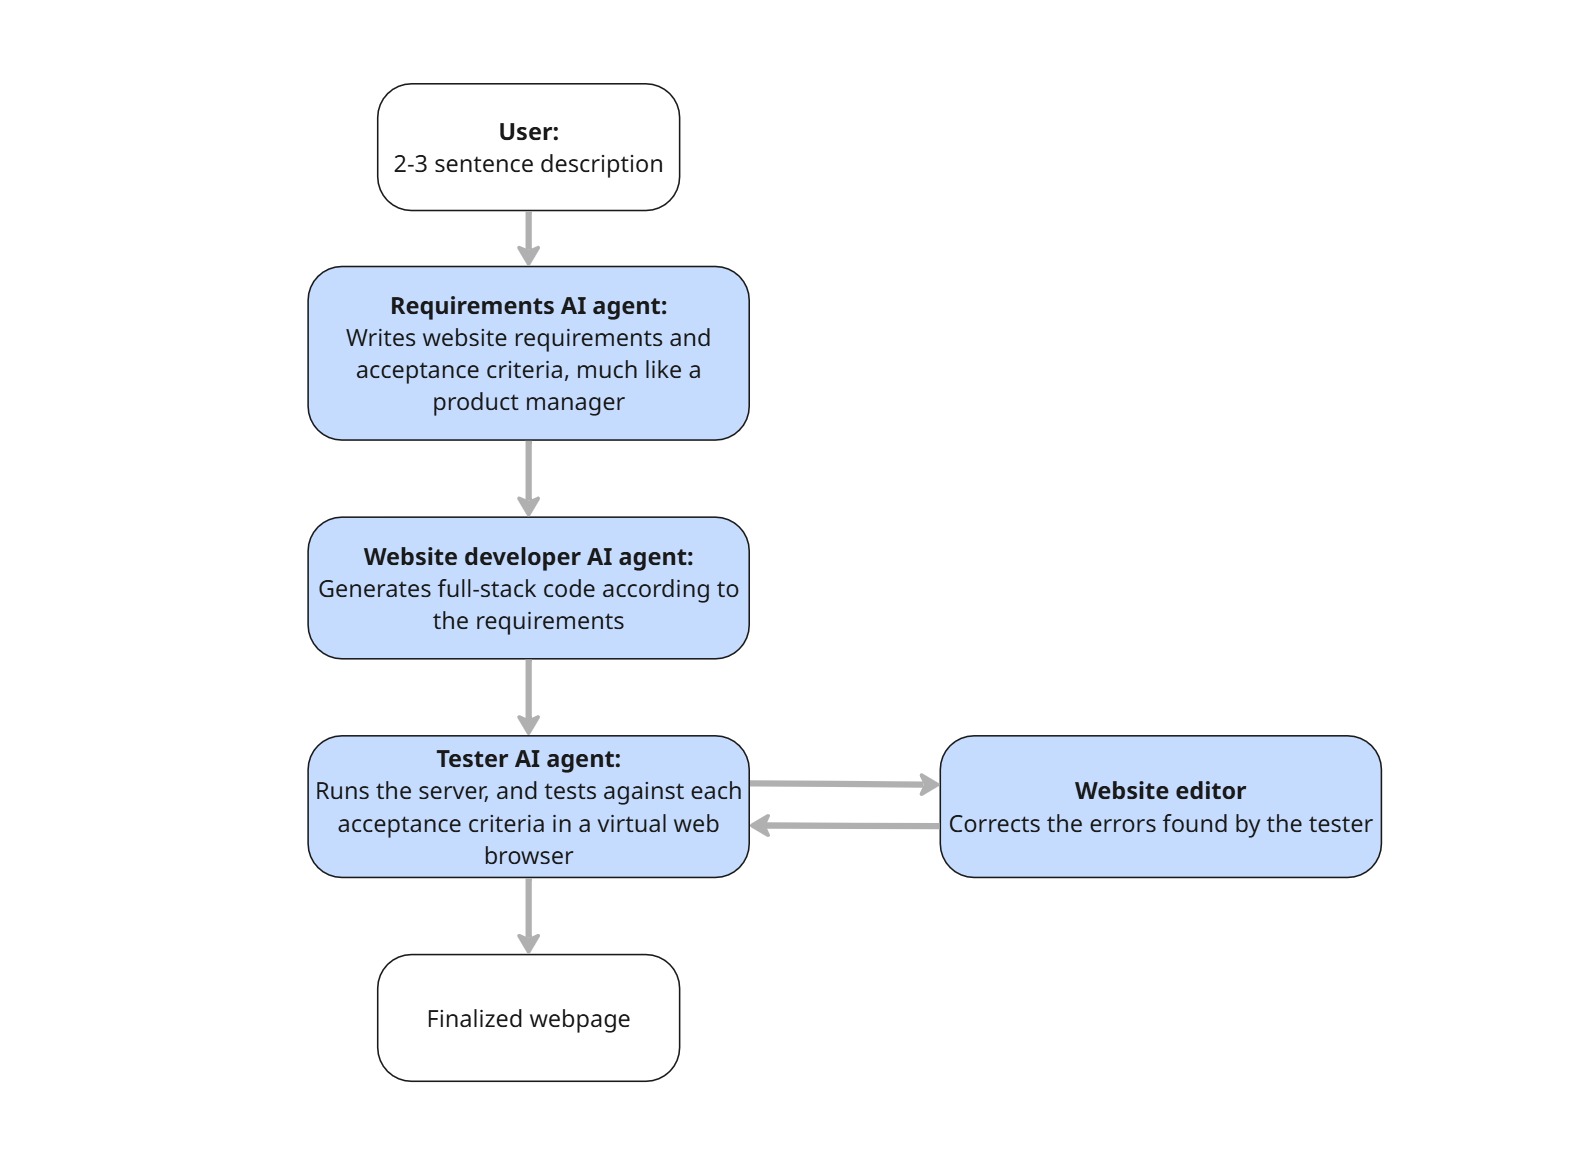 User:
2-3 sentence description
Requirements AI agent:
Writes website requirements and
acceptance criteria, much like a
product manager
Website developer AI agent:
Generates full-stack code according to
the requirements
Tester AI agent:
Runs the server, and tests against each
acceptance criteria in a virtual web
browser
Website editor
Corrects the errors found by the tester
Finalized webpage